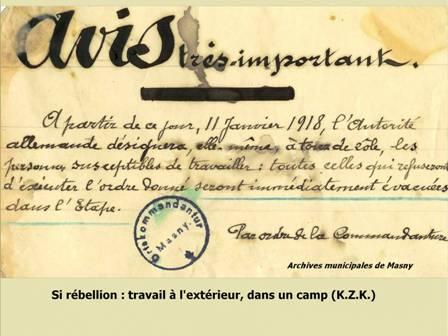 Avis très-important.
A partir de ce jour, 11 Janvier 1918, l'Autorité
allemande désignera, elle-même, à tour de rôle, les
personn, susceptibles de travailler : toutes celles qui refuseront
d'exécuter l'ordre donné seront immédiatement évacuées
dans l'Etape.
Ortskommandantur
Masny.
Par ordre de la Commandanture
Archives municipales de Masny
Si rébellion : travail à l'extérieur, dans un camp (K.Z.K.)